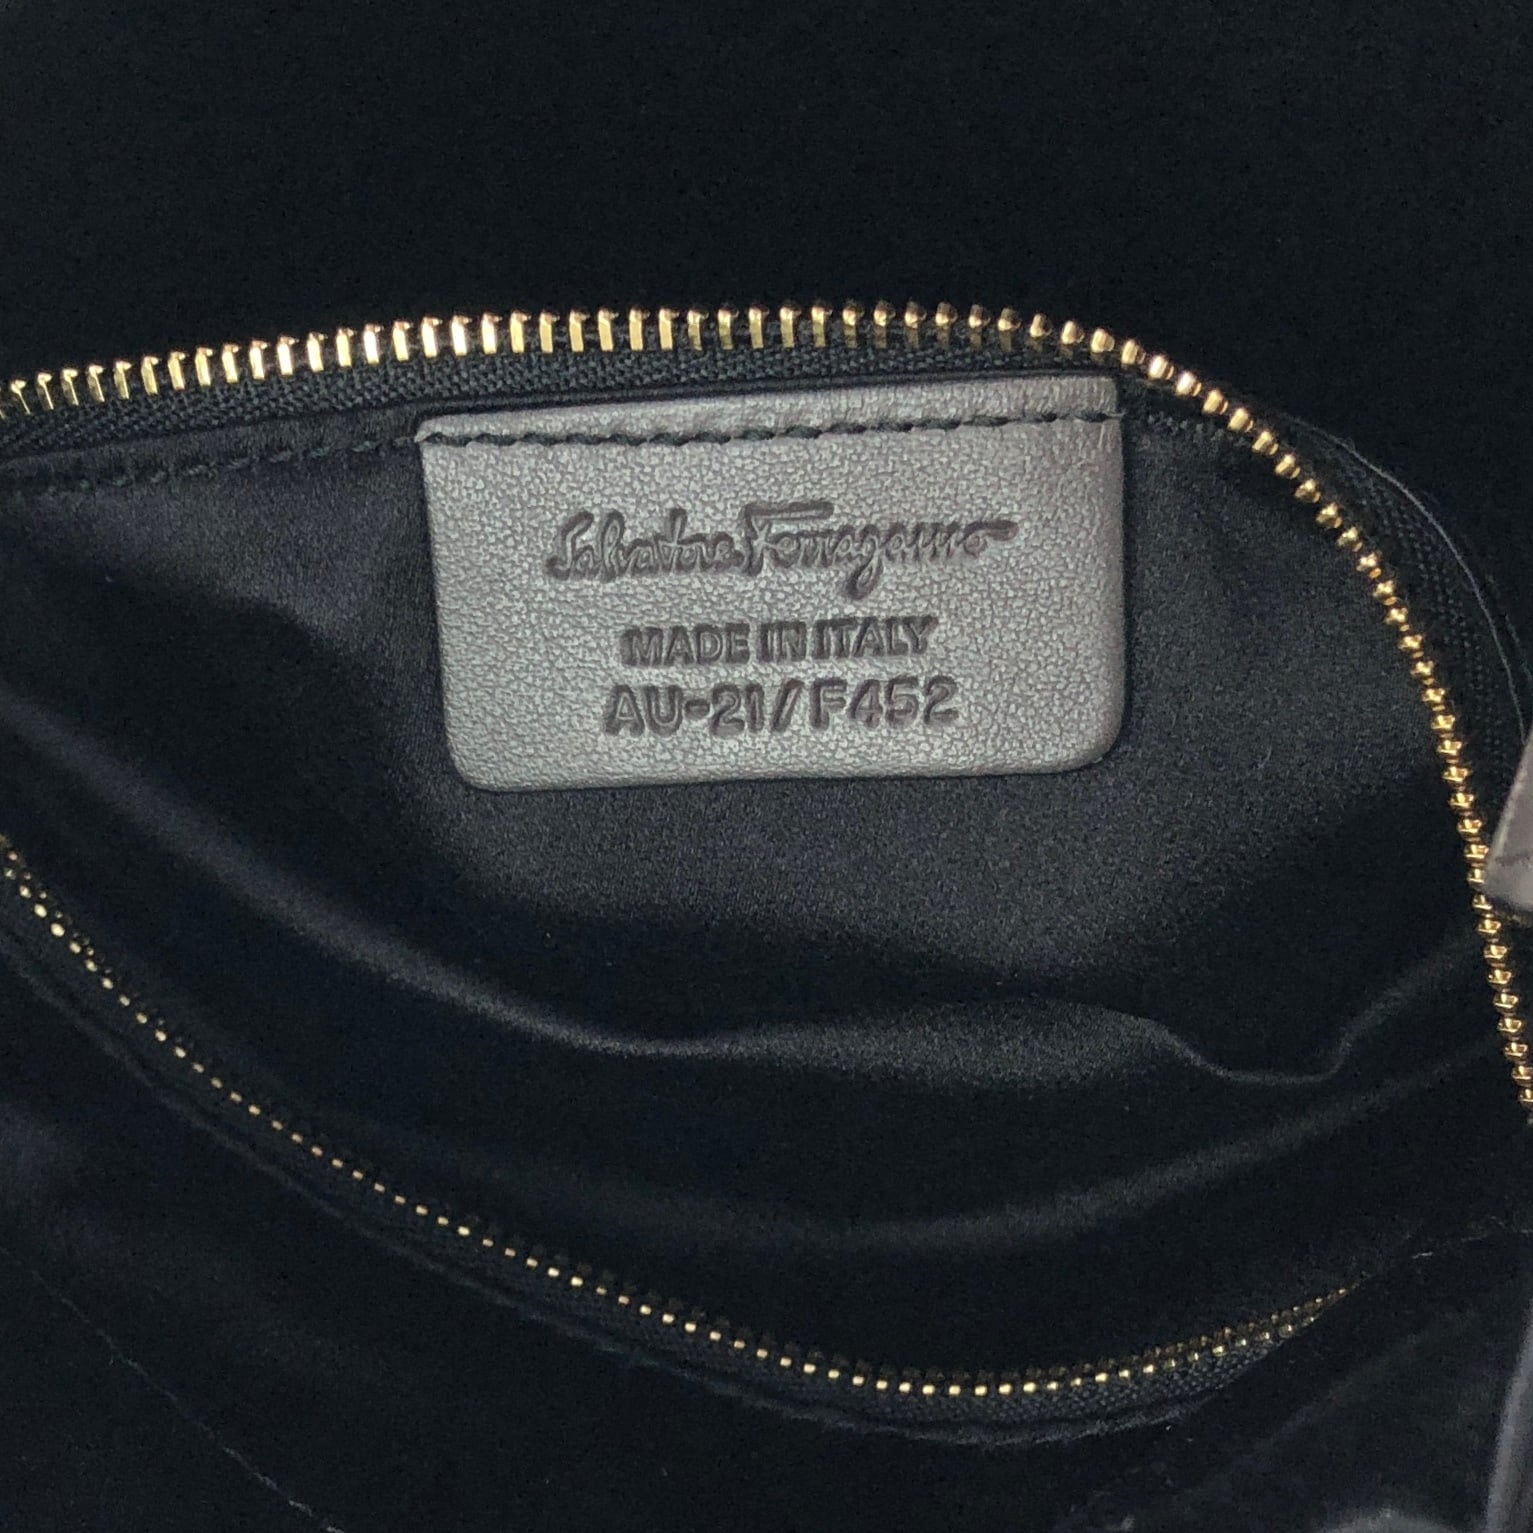 Salvatore Ferragamo
MADE IN ITALY
AU-21/F452